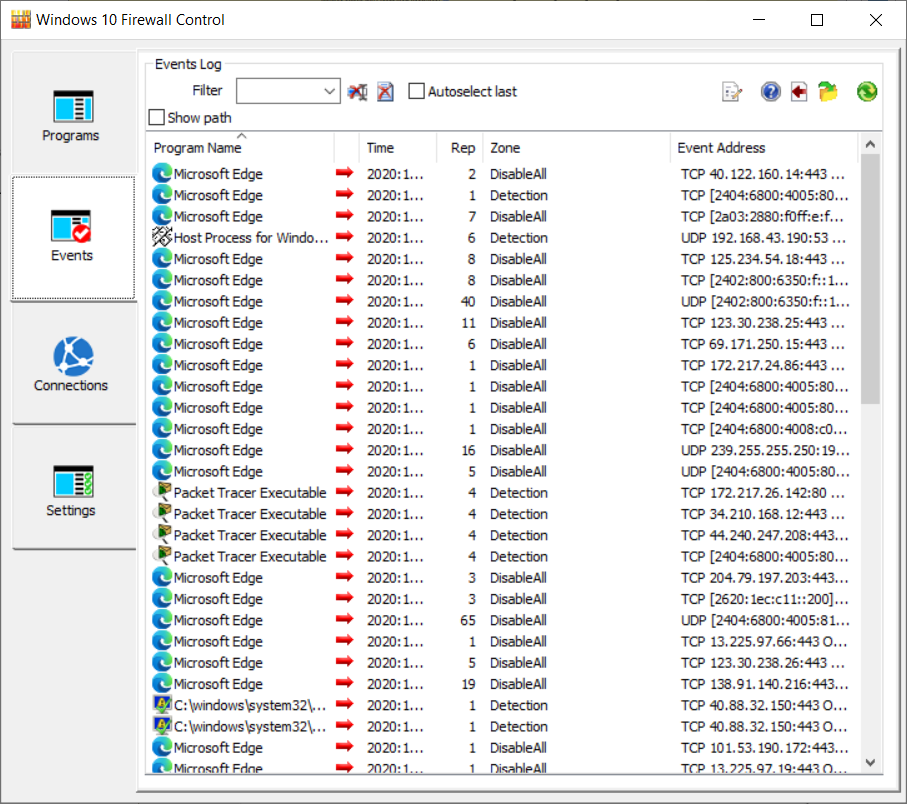 Windows 10 Firewall Control
Programs
Events
Connections
Settings
Events Log
Filter
Autoselect last
Show path
Program Name Time Rep Zone Event Address
Microsoft Edge 2020:1... 2 DisableAll TCP 40.122.160.14:443 ...
Microsoft Edge 2020:1... 1 Detection TCP [2404:6800:4005:80...
Microsoft Edge 2020:1... 7 DisableAll TCP [2a03:2880:f0ff:e:f...
Host Process for Windo... 2020:1... 6 Detection UDP 192.168.43.190:53 ...
Microsoft Edge 2020:1... 8 DisableAll TCP 125.234.54.18:443 ...
Microsoft Edge 2020:1... 8 DisableAll TCP [2402:800:6350:f::1...
Microsoft Edge 2020:1... 40 DisableAll UDP [2402:800:6350:f::1...
Microsoft Edge 2020:1... 11 DisableAll TCP 123.30.238.25:443 ...
Microsoft Edge 2020:1... 6 DisableAll TCP 69.171.250.15:443 ...
Microsoft Edge 2020:1... 1 DisableAll TCP 172.217.24.86:443 ...
Microsoft Edge 2020:1... 1 DisableAll TCP [2404:6800:4005:80...
Microsoft Edge 2020:1... 1 DisableAll TCP [2404:6800:4005:80...
Microsoft Edge 2020:1... 1 DisableAll TCP [2404:6800:4008:c0...
Microsoft Edge 2020:1... 16 DisableAll UDP 239.255.255.250:19...
Microsoft Edge 2020:1... 5 DisableAll UDP [2404:6800:4005:80...
Packet Tracer Executable 2020:1... 4 Detection TCP 172.217.26.142:80 ...
Packet Tracer Executable 2020:1... 4 Detection TCP 34.210.168.12:443 ...
Packet Tracer Executable 2020:1... 4 Detection TCP 44.240.247.208:443...
Packet Tracer Executable 2020:1... 4 Detection TCP [2404:6800:4005:80...
Microsoft Edge 2020:1... 3 DisableAll TCP 204.79.197.203:443...
Microsoft Edge 2020:1... 3 DisableAll TCP [2620:1ec:c11::200]...
Microsoft Edge 2020:1... 65 DisableAll UDP [2404:6800:4005:81...
Microsoft Edge 2020:1... 1 DisableAll TCP 13.225.97.66:443 O...
Microsoft Edge 2020:1... 5 DisableAll TCP 123.30.238.26:443 ...
Microsoft Edge 2020:1... 19 DisableAll TCP 138.91.140.216:443...
C:\windows\system32\... 2020:1... 1 Detection TCP 40.88.32.150:443 O...
C:\windows\system32\... 2020:1... 1 Detection TCP 40.88.32.150:443 O...
Microsoft Edge 2020:1... 1 DisableAll TCP 101.53.190.172:443...
Microsoft Edge 2020:1... 1 DisableAll TCP 13.225.97.19:443 O...